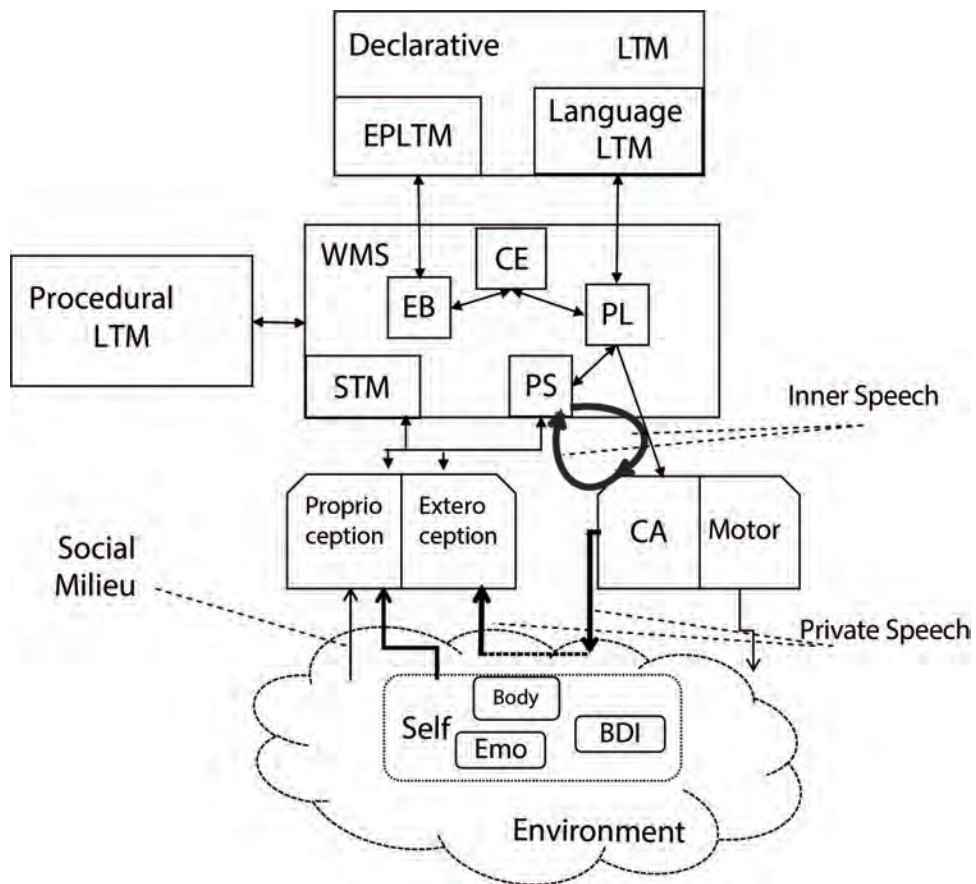 Declarative LTM
EPLTM
Language
LTM
WMS
CE
EB
PL
Procedural
LTM
STM
PS
Inner Speech
Proprio
ception
Extero
ception
CA
Motor
Social
Milieu
Private Speech
Body
Self
BDI
Emo
Environment